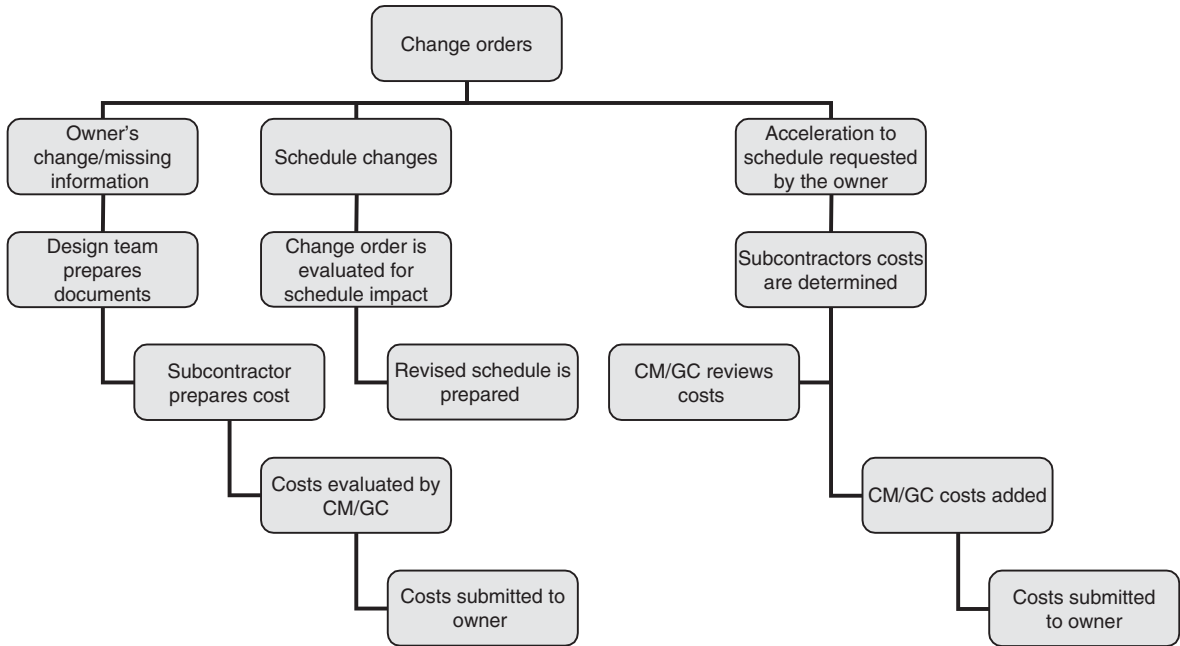 Change orders
Owner's
change/missing
information
Schedule changes
Acceleration to
schedule requested
by the owner
Design team
prepares
documents
Change order is
evaluated for
schedule impact
Subcontractors costs
are determined
Subcontractor
prepares cost
Revised schedule is
prepared
CM/GC reviews
costs
Costs evaluated by
CM/GC
CM/GC costs added
Costs submitted to
owner
Costs submitted
to owner